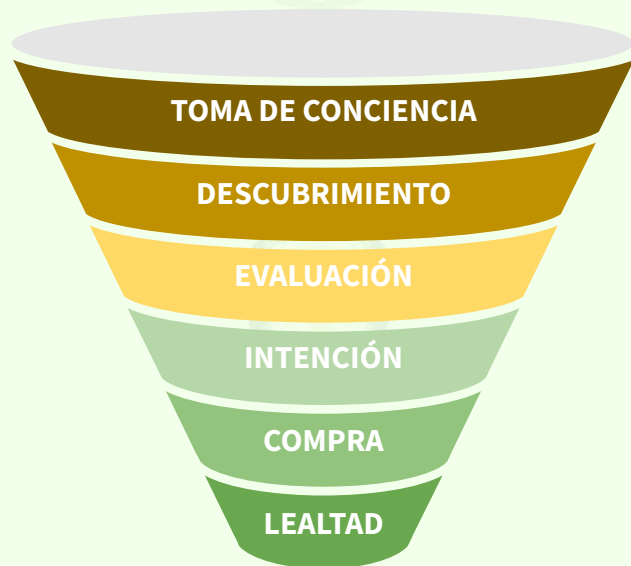 TOMA DE CONCIENCIA
DESCUBRIMIENTO
EVALUACIÓN
INTENCIÓN
COMPRA
LEALTAD